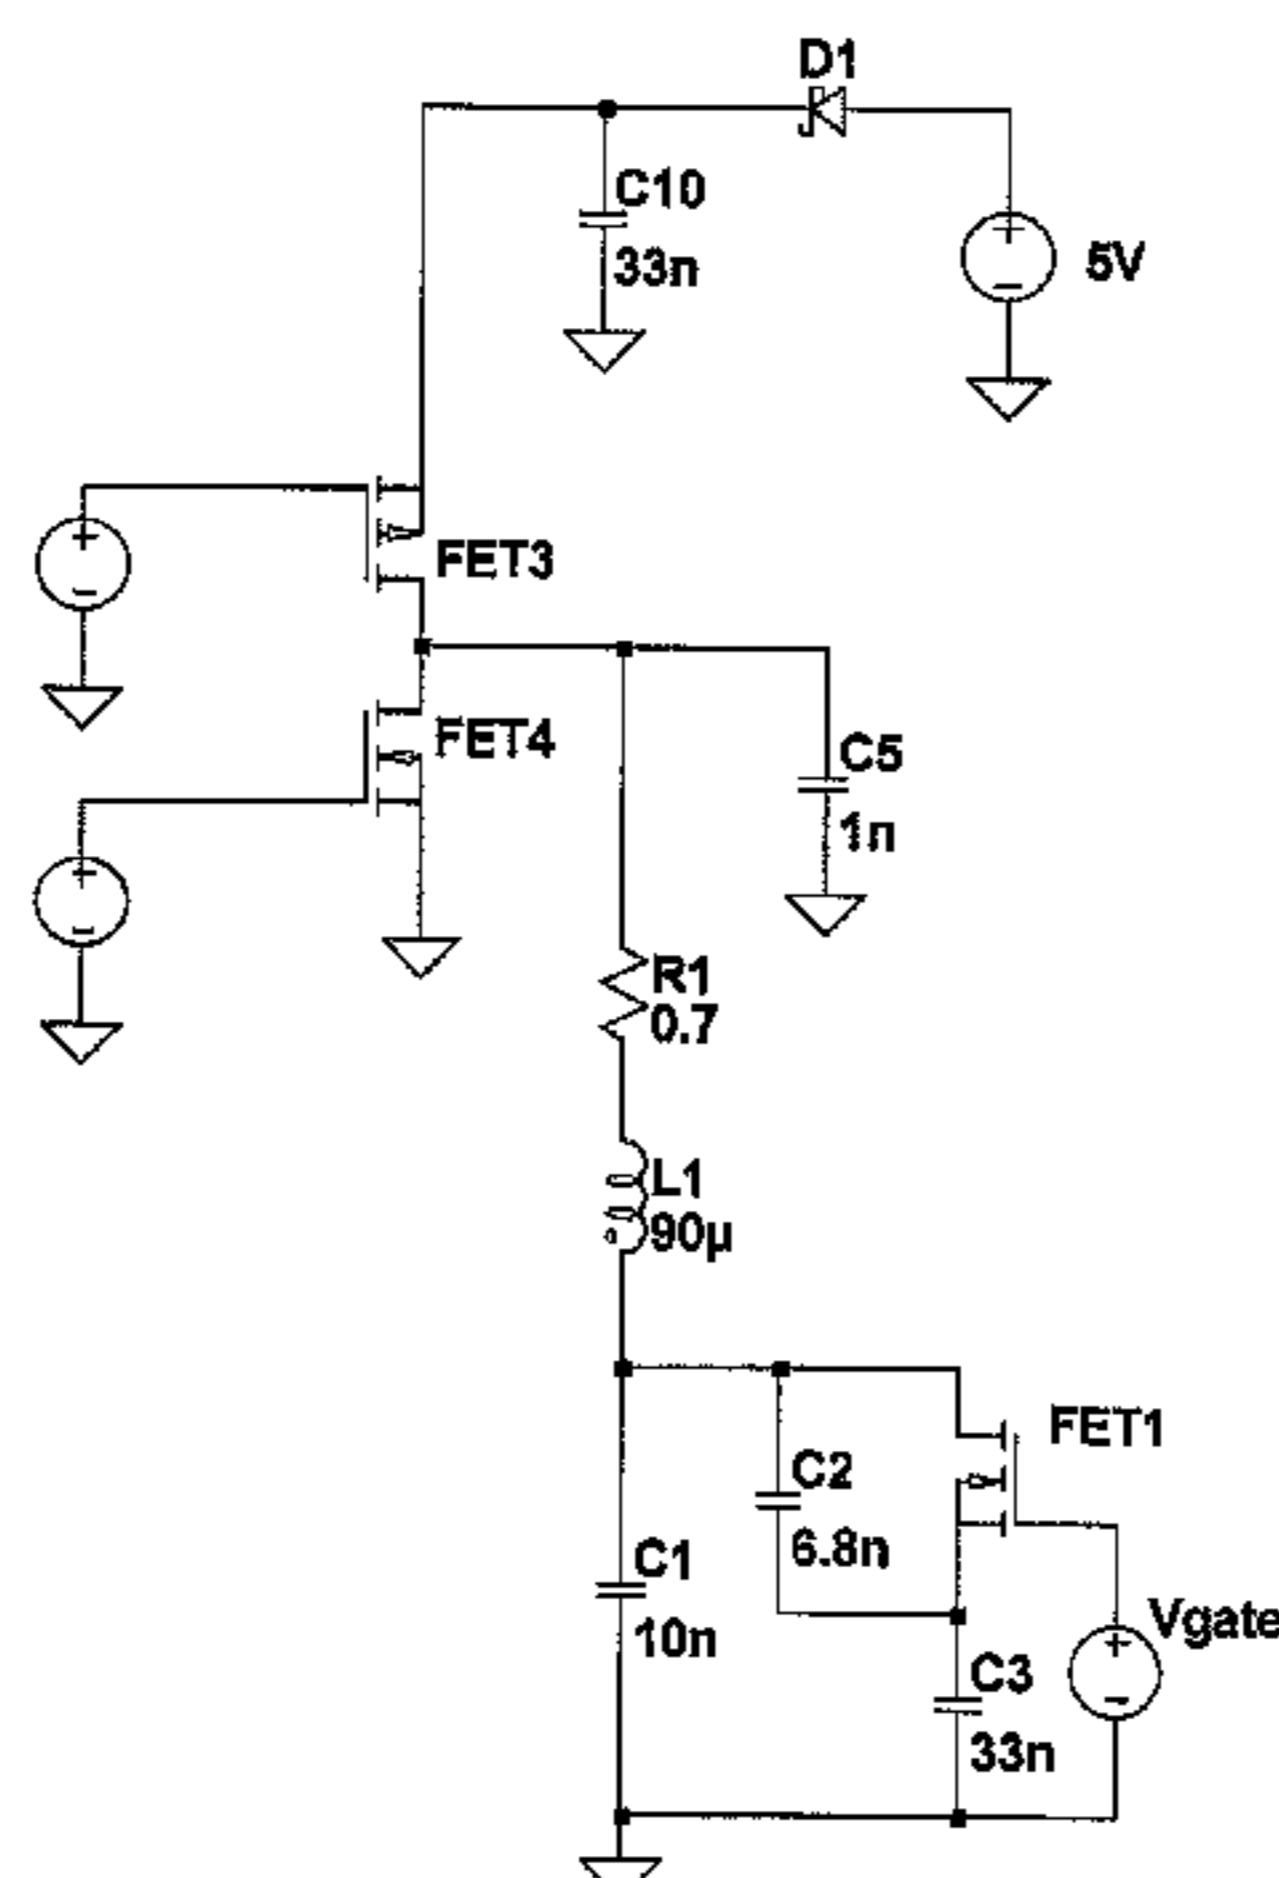 D1
C10
33n
5V
FET3
FET4
C5
1n
R1
0.7
L1
90µ
FET1
C2
6.8n
C1
10n
Vgate
C3
33n